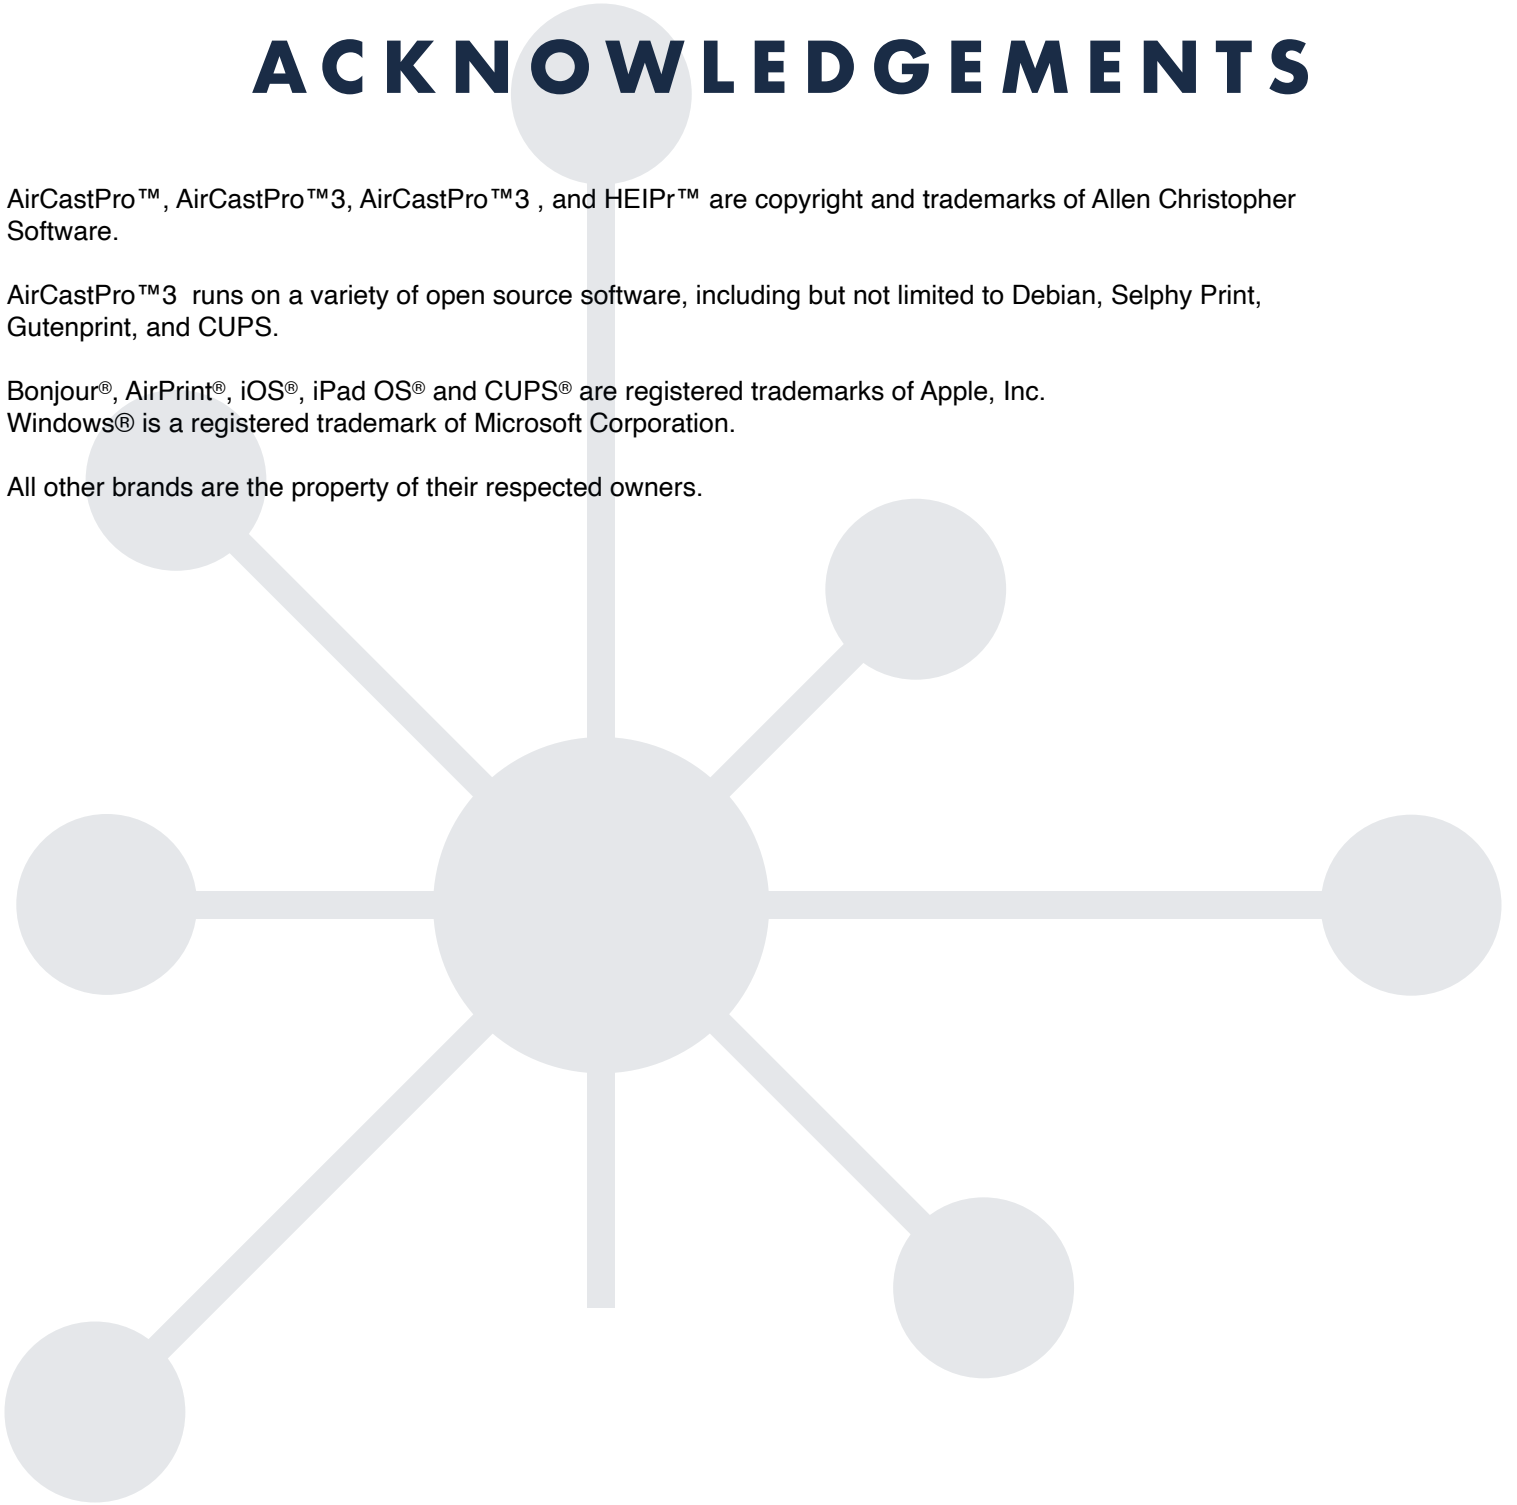 ACKNOWLEDGEMENTS
AirCastPro™, AirCastPro™3, AirCastPro™3 , and HEIPr™ are copyright and trademarks of Allen Christopher
Software.
AirCastPro™3  runs on a variety of open source software, including but not limited to Debian, Selphy Print,
Gutenprint, and CUPS.
Bonjour®, AirPrint®, iOS®, iPad OS® and CUPS® are registered trademarks of Apple, Inc.
Windows® is a registered trademark of Microsoft Corporation.
All other brands are the property of their respected owners.